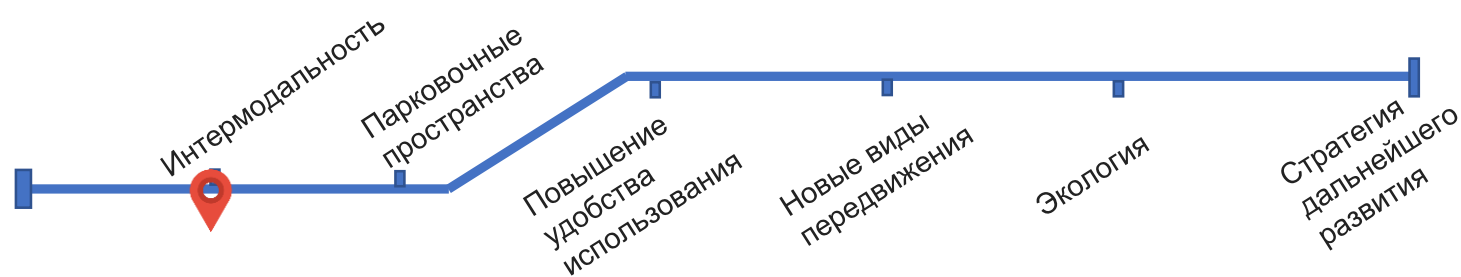 Интермодальность
Парковочные
пространства
Повышение
удобства
использования
Новые виды
передвижения
Экология
Стратегия
дальнейшего
развития